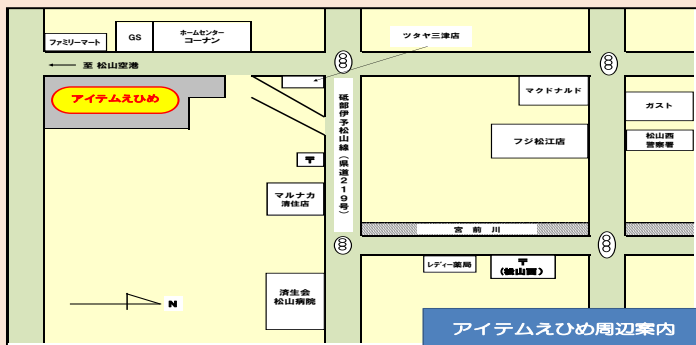 ファミリーマート
GS
ホームセンター
コーナン
ツタヤ三津店
← 至 松山空港
アイテムえひめ
マクドナルド
ガスト
砥部伊予松山線（県道219号）
フジ松江店
松山西
警察署
〒
マルナカ
清住店
宮前川
レディー薬局
〒
（松山西）
済生会
松山病院
N
アイテムえひめ周辺案内